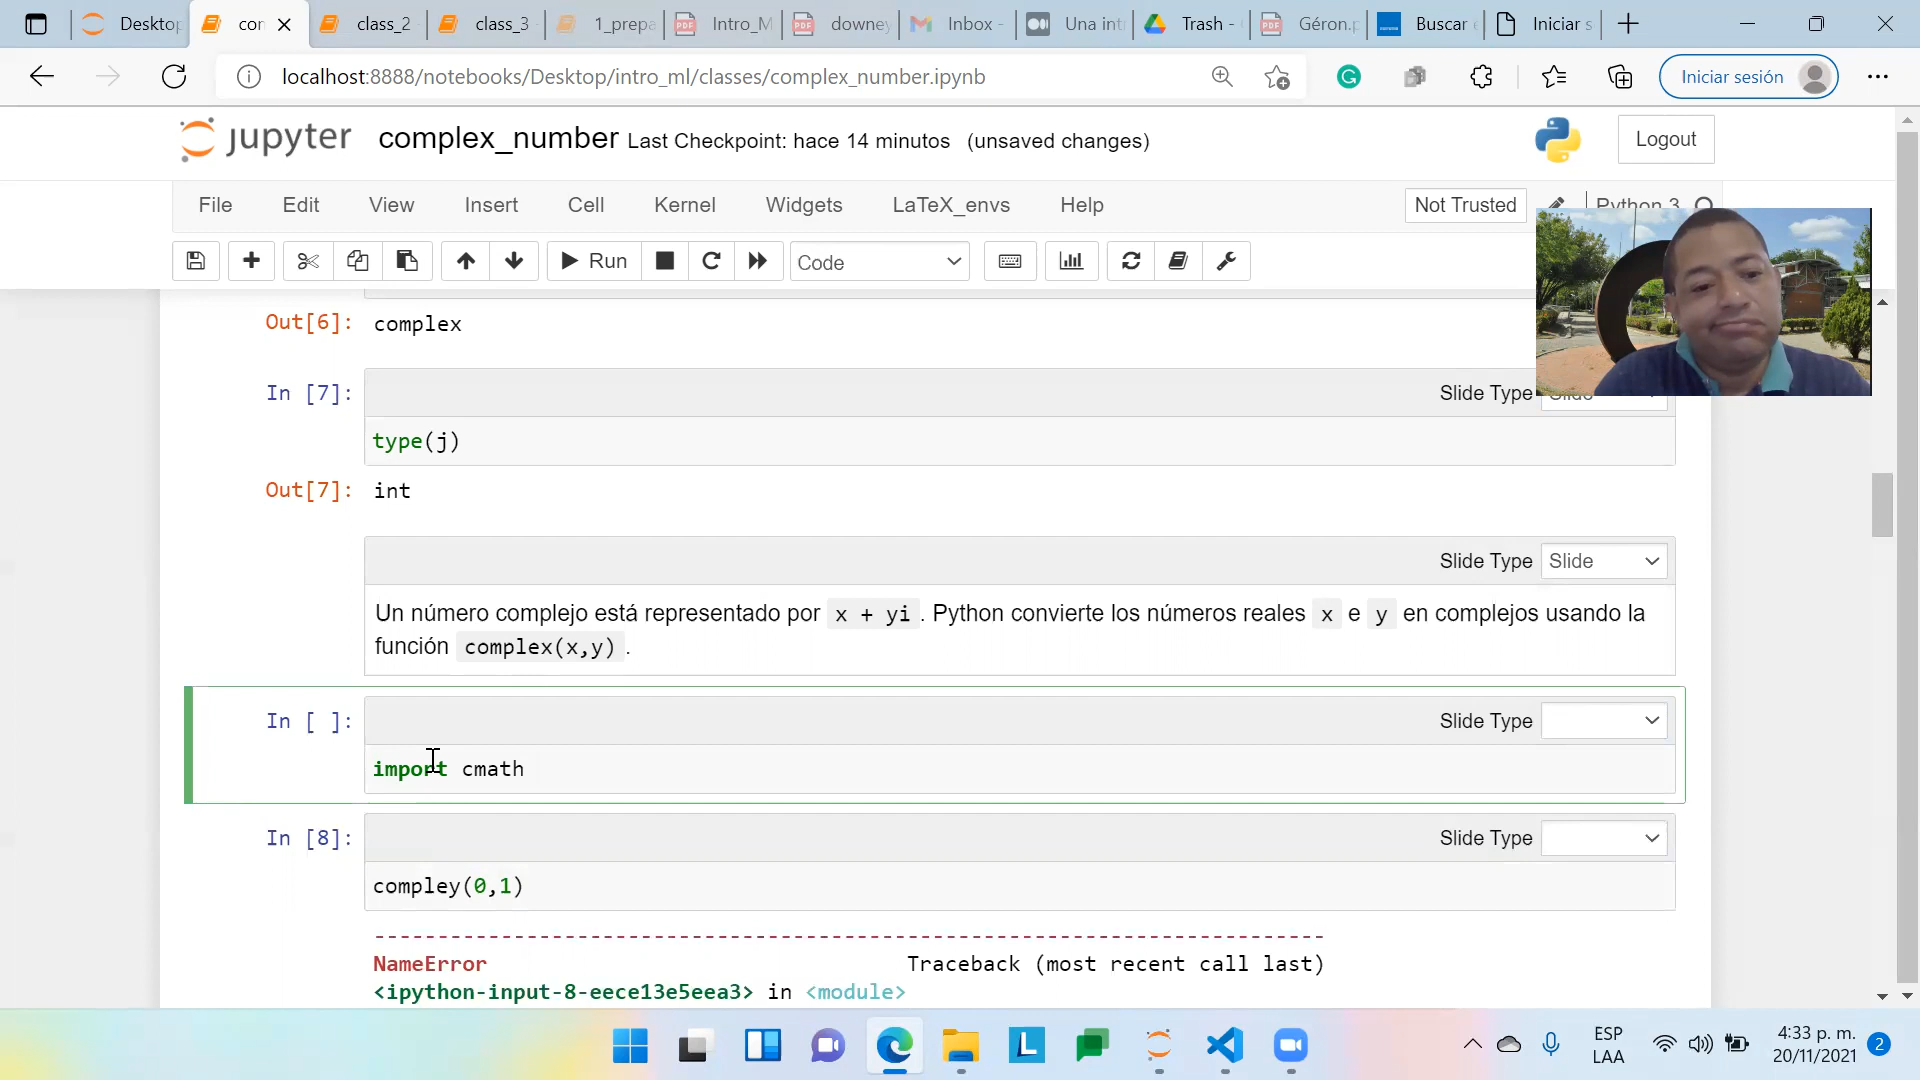 Desktop
con
class_2
class_3
1_prepa
Intro_M
downey
Inbox -
Una int
Trash -
Géron.p
Buscar
Iniciar s
localhost:8888/notebooks/Desktop/intro_ml/classes/complex_number.ipynb
Iniciar sesión
jupyter complex_number Last Checkpoint: hace 14 minutos (unsaved changes)
Logout
File Edit View Insert Cell Kernel Widgets LaTeX_envs Help
Not Trusted
Python 3
Run
Code
Out[6]: complex
In [7]:
Slide Type Slide
type(j)
Out[7]: int
Slide Type Slide
Un número complejo está representado por x + yi. Python convierte los números reales x e y en complejos usando la
función complex(x,y).
In [ ]:
Slide Type
import cmath
In [8]:
Slide Type
compley(0,1)
---------------------------------------------------------------------------
NameError Traceback (most recent call last)
<ipython-input-8-eece13e5eea3> in <module>
L
ESP
LAA
4:33 p. m.
20/11/2021
2